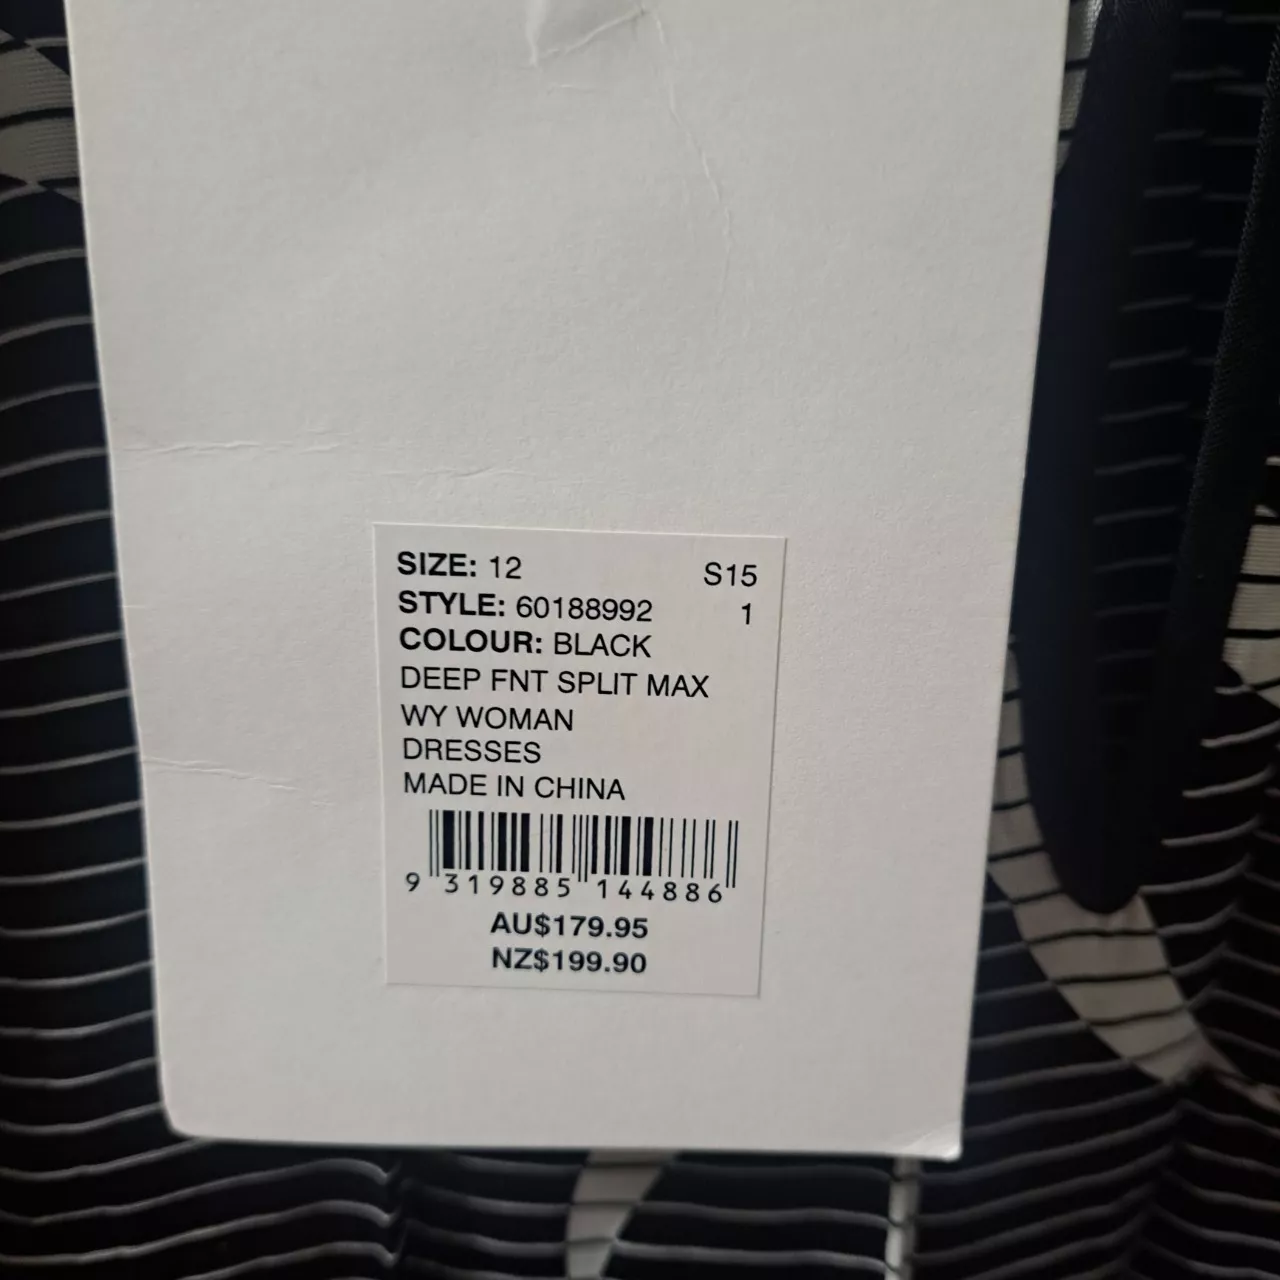 SIZE: 12 S15
STYLE: 60188992 1
COLOUR: BLACK
DEEP FNT SPLIT MAX
WY WOMAN
DRESSES
MADE IN CHINA
9 319885 144886
AU$179.95
NZ$199.90